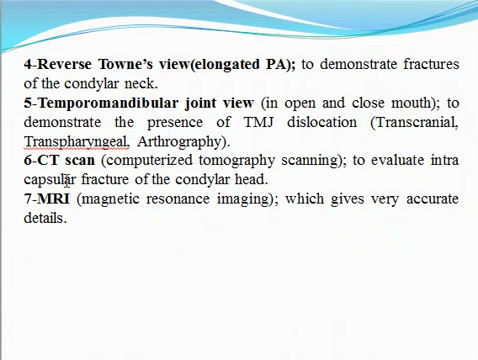 4-Reverse Towne’s view(elongated PA); to demonstrate fractures
of the condylar neck.
5-Temporomandibular joint view (in open and close mouth); to
demonstrate the presence of TMJ dislocation (Transcranial,
Transpharyngeal, Arthrography).
6-CT scan (computerized tomography scanning); to evaluate intra
capsular fracture of the condylar head.
7-MRI (magnetic resonance imaging); which gives very accurate
details.